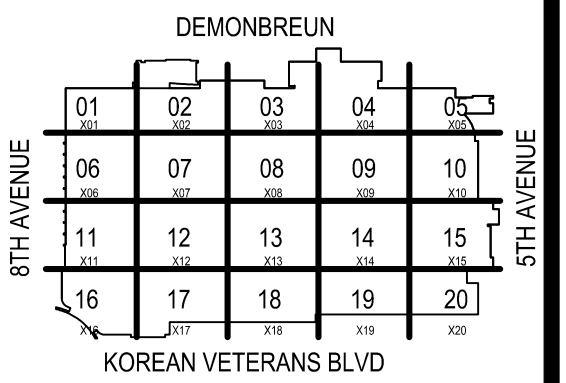 DEMONBREUN
01 02 03 04 05
X01 X02 X03 X04 X05
8TH AVENUE
06 07 08 09 10
X06 X07 X08 X09 X10
5TH AVENUE
11 12 13 14 15
X11 X12 X13 X14 X15
16 17 18 19 20
X16 X17 X18 X19 X20
KOREAN VETERANS BLVD